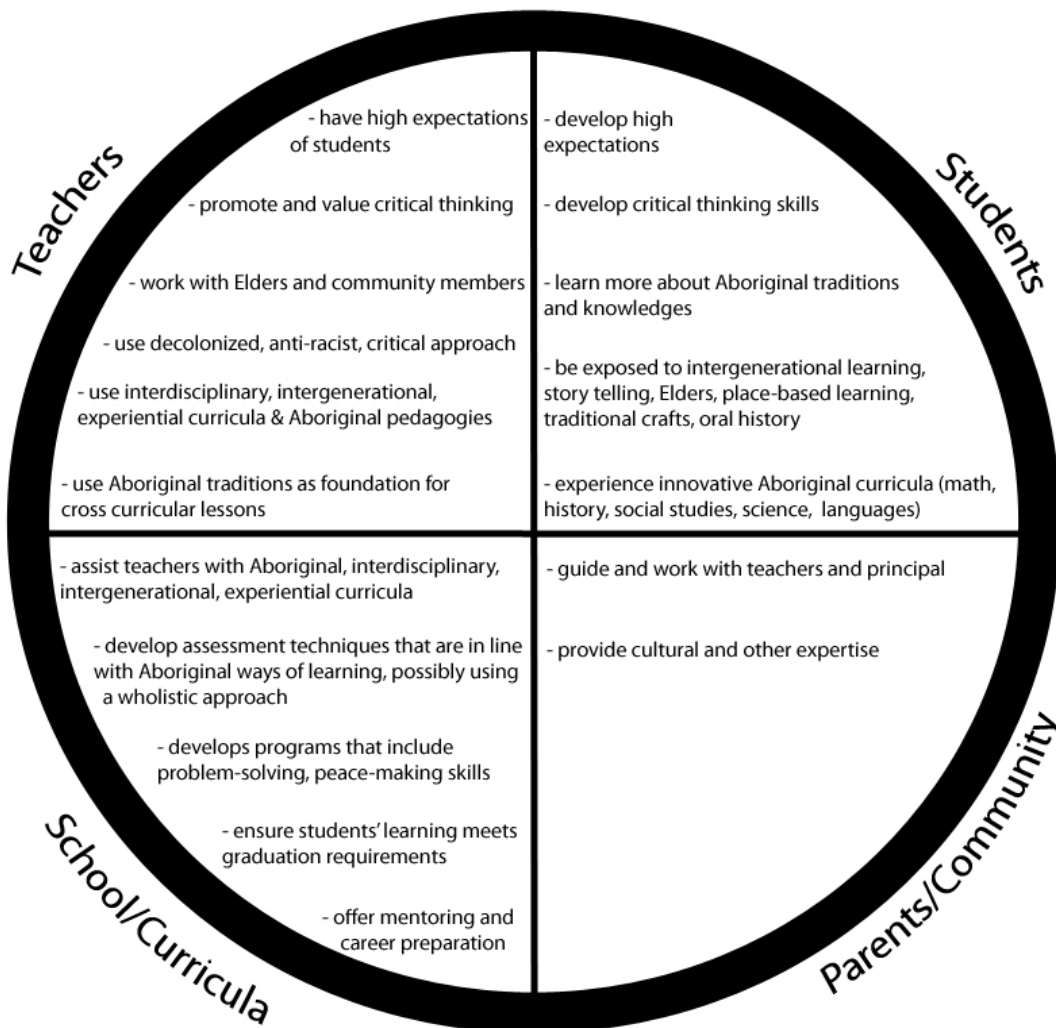 Teachers
- have high expectations
of students
- promote and value critical thinking
- work with Elders and community members
- use decolonized, anti-racist, critical approach
- use interdisciplinary, intergenerational,
experiential curricula & Aboriginal pedagogies
- use Aboriginal traditions as foundation for
cross curricular lessons
Students
- develop high
expectations
- develop critical thinking skills
- learn more about Aboriginal traditions
and knowledges
- be exposed to intergenerational learning,
story telling, Elders, place-based learning,
traditional crafts, oral history
- experience innovative Aboriginal curricula (math,
history, social studies, science, languages)
School/Curricula
- assist teachers with Aboriginal, interdisciplinary,
intergenerational, experiential curricula
- develop assessment techniques that are in line
with Aboriginal ways of learning, possibly using
a wholistic approach
- develops programs that include
problem-solving, peace-making skills
- ensure students' learning meets
graduation requirements
- offer mentoring and
career preparation
Parents/Community
- guide and work with teachers and principal
- provide cultural and other expertise